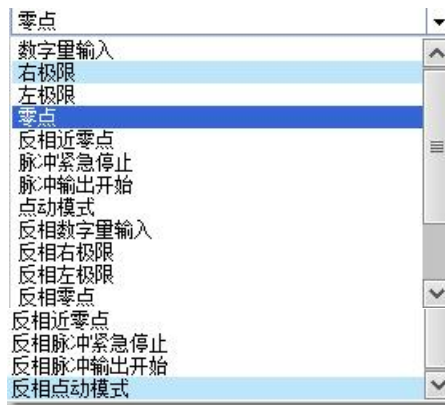 零点
数字量输入
右极限
左极限
零点
反相近零点
脉冲紧急停止
脉冲输出开始
点动模式
反相数字量输入
反相右极限
反相左极限
反相零点
反相近零点
反相脉冲紧急停止
反相脉冲输出开始
反相点动模式